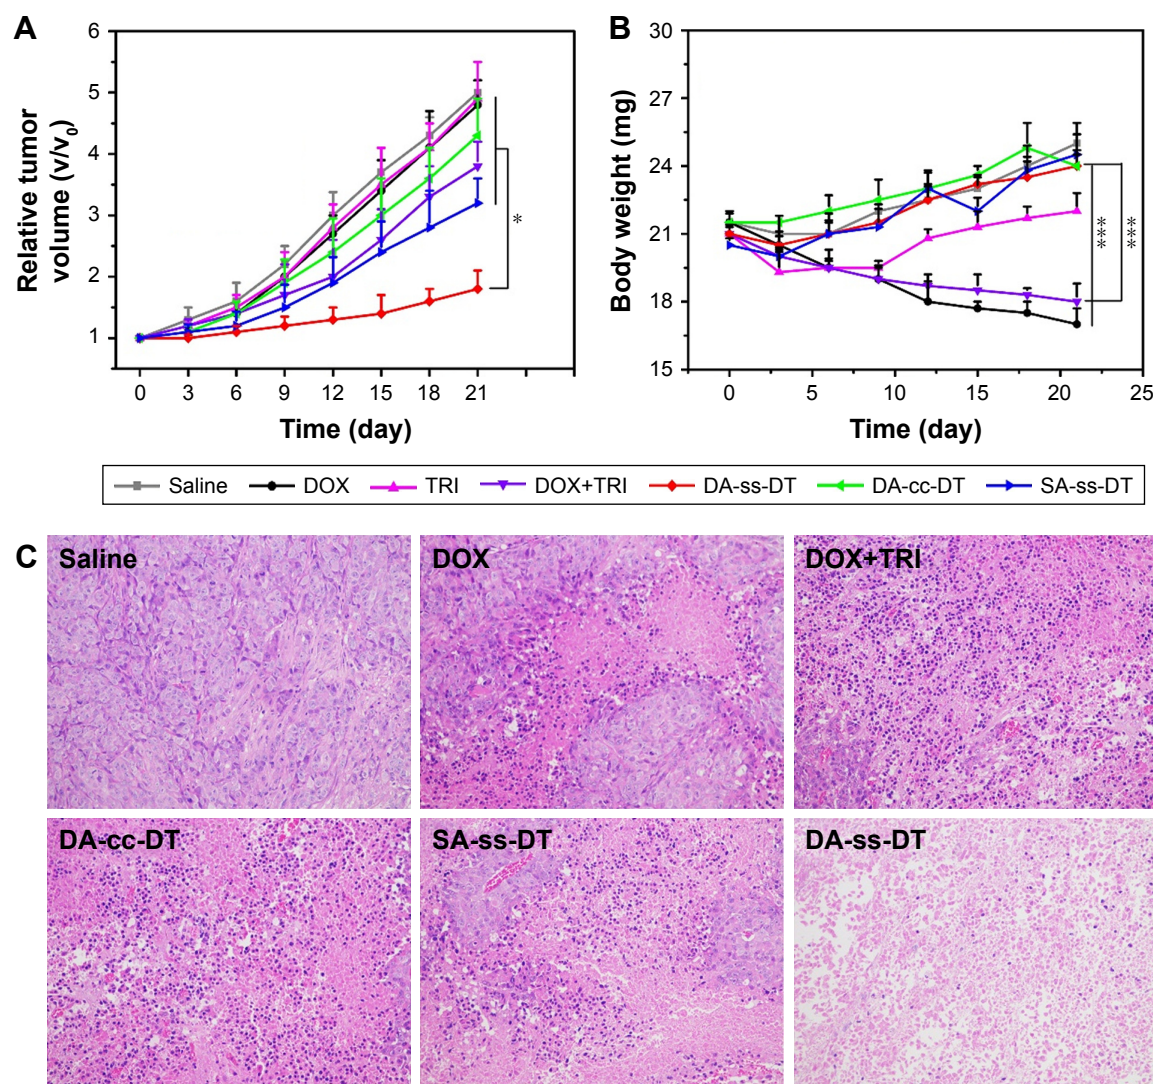 A
B
Relative tumor
volume (v/v0)
6
5
4
3
2
1
0 3 6 9 12 15 18 21
Time (day)
*
Body weight (mg)
30
27
24
21
18
15
0 5 10 15 20 25
Time (day)
***
***
Saline DOX TRI DOX+TRI DA-ss-DT DA-cc-DT SA-ss-DT
C
Saline DOX DOX+TRI
DA-cc-DT SA-ss-DT DA-ss-DT